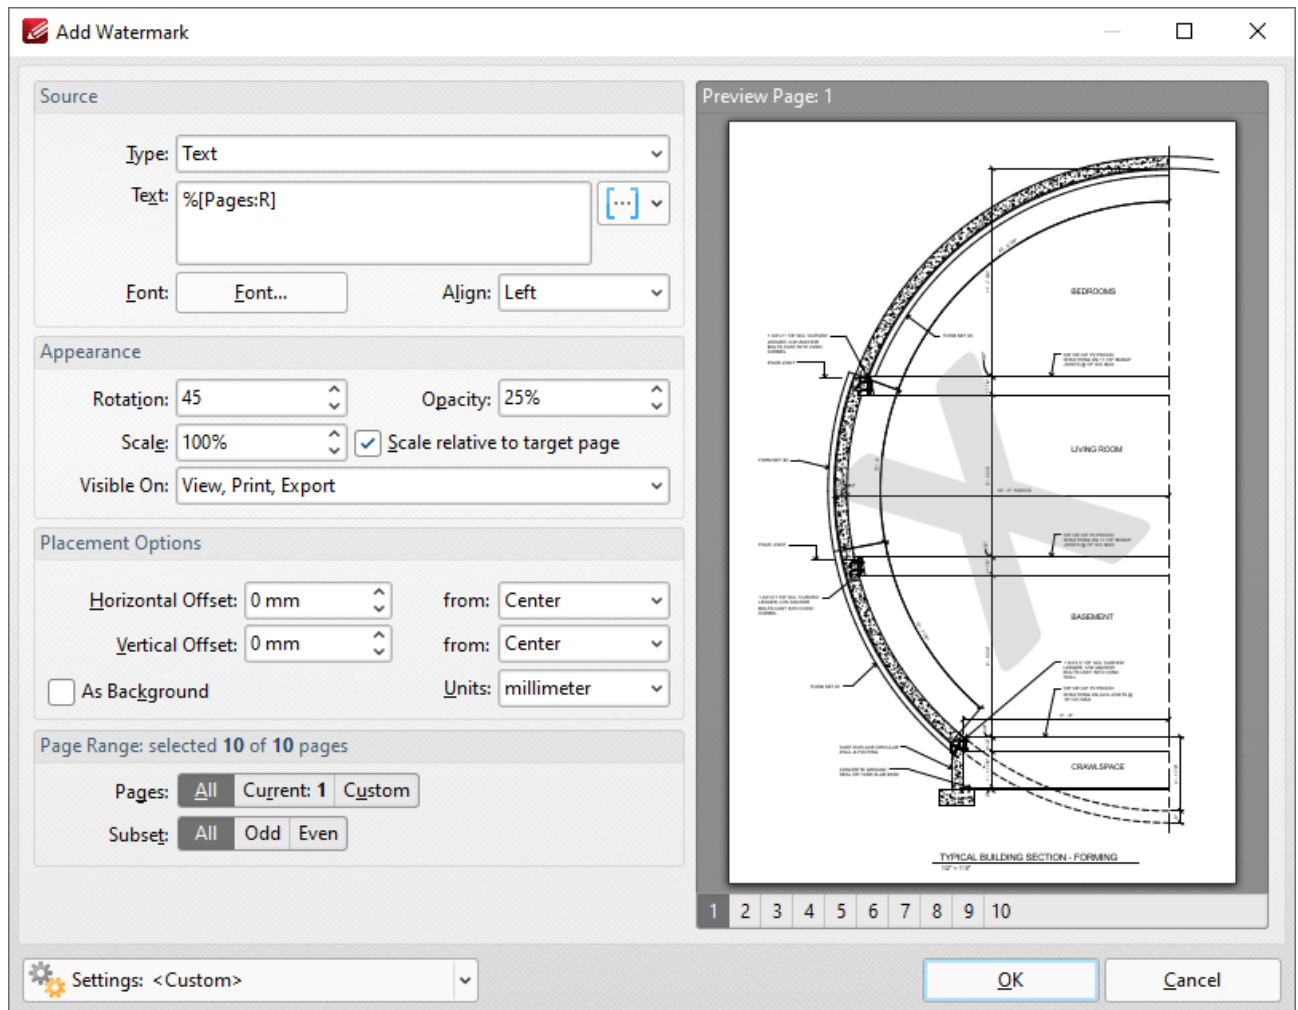 Add Watermark
Source
Type: Text
Text: %[Pages:R]
Font: Font... Align: Left
Appearance
Rotation: 45 Opacity: 25%
Scale: 100% Scale relative to target page
Visible On: View, Print, Export
Placement Options
Horizontal Offset: 0 mm from: Center
Vertical Offset: 0 mm from: Center
As Background Units: millimeter
Page Range: selected 10 of 10 pages
Pages: All Current: 1 Custom
Subset: All Odd Even
Preview Page: 1
BEDROOMS
LIVING ROOM
BASEMENT
CRAWLSPACE
TYPICAL BUILDING SECTION - FORMING
X
1 2 3 4 5 6 7 8 9 10
Settings: <Custom>
OK Cancel